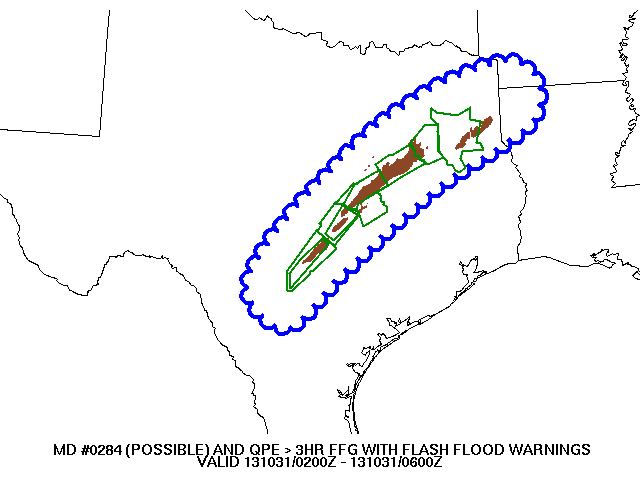 MD #0284 (POSSIBLE) AND QPE > 3HR FFG WITH FLASH FLOOD WARNINGS
VALID 131031/0200Z - 131031/0600Z